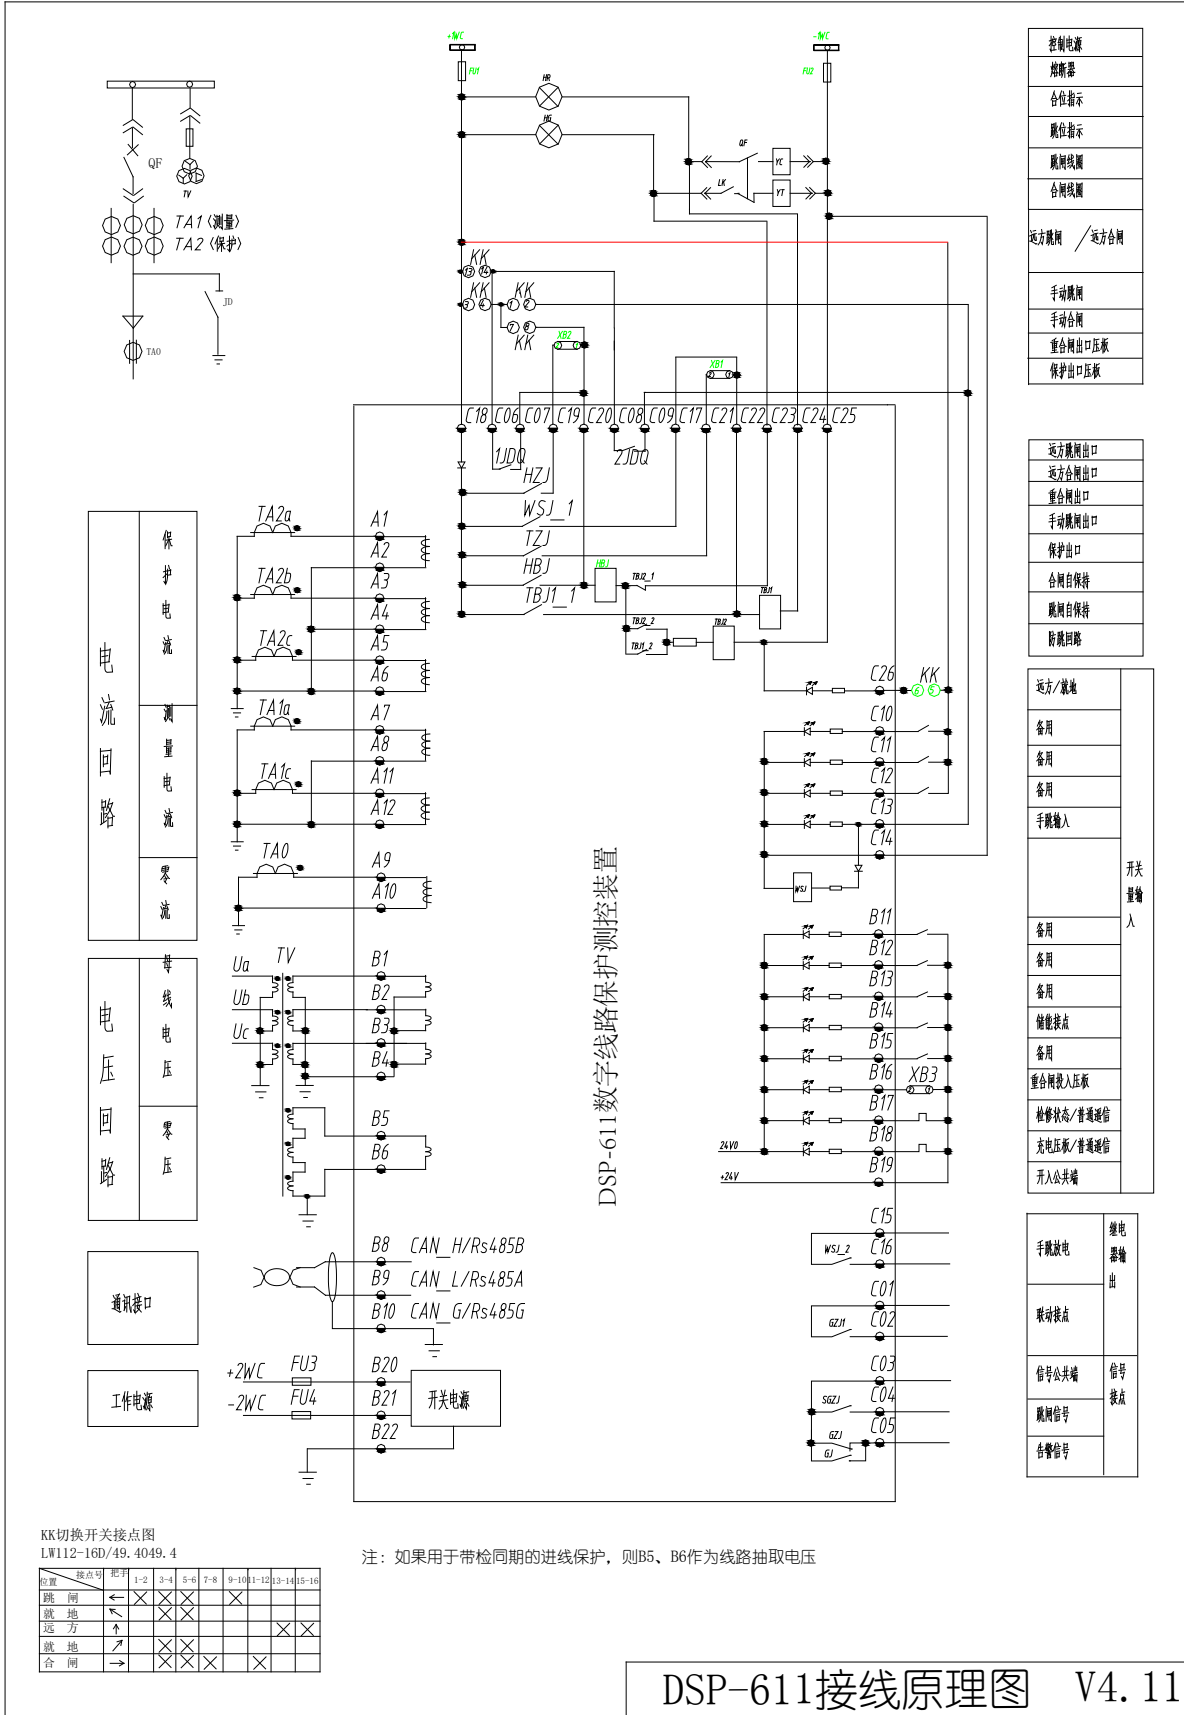 +1WC
-1WC
FU1
FU2
HR
HG
QF
YC
LK
YT
QF
TV
TA1〈测量〉
TA2〈保护〉
JD
TA0
KK
13 14
KK
3 4
KK
1 2
7 8
KK
XB2
XB1
C18 C06 C07 C19 C20 C08 C09 C17 C21 C22 C23 C24 C25
1JDQ
2JDQ
HZJ
WSJ_1
TZJ
HBJ
TBJ1_1
HBJ
TBJ2_1
TBJ2_2
TBJ1_2
TBJ2
TBJ1
控制电源
熔断器
合位指示
跳位指示
跳闸线圈
合闸线圈
远方跳闸 / 远方合闸
手动跳闸
手动合闸
重合闸出口压板
保护出口压板
远方跳闸出口
远方合闸出口
重合闸出口
手动跳闸出口
保护出口
合闸自保持
跳闸自保持
防跳回路
电流回路
保护电流
测量电流
零流
TA2a
TA2b
TA2c
TA1a
TA1c
TA0
A1
A2
A3
A4
A5
A6
A7
A8
A11
A12
A9
A10
电压回路
母线电压
零压
Ua
Ub
Uc
TV
B1
B2
B3
B4
B5
B6
通讯接口
B8 CAN_H/Rs485B
B9 CAN_L/Rs485A
B10 CAN_G/Rs485G
工作电源
+2WC FU3 B20
-2WC FU4 B21
B22
开关电源
DSP-611数字线路保护测控装置
C26 KK
6 5
C10
C11
C12
C13
C14
WSJ
B11
B12
B13
B14
B15
B16 XB3
B17
B18
B19
24V0
+24V
C15
WSJ_2 C16
C01
GZJ1 C02
C03
SGZJ C04
C05
GZJ
GJ
远方/就地
备用
备用
备用
手跳输入
开关量输入
备用
备用
备用
储能接点
备用
重合闸投入压板
检修状态/普通遥信
充电压板/普通遥信
开入公共端
手跳放电
继电器输出
联动接点
信号公共端
信号接点
跳闸信号
告警信号
KK切换开关接点图
LW112-16D/49.4049.4
位置 接点号 把手 1-2 3-4 5-6 7-8 9-10 11-12 13-14 15-16
跳 闸 ← X X X X
就 地 ↖ X X
远 方 ↑ X X
就 地 ↗ X X
合 闸 → X X X X
注：如果用于带检同期的进线保护，则B5、B6作为线路抽取电压
DSP-611接线原理图 V4.11